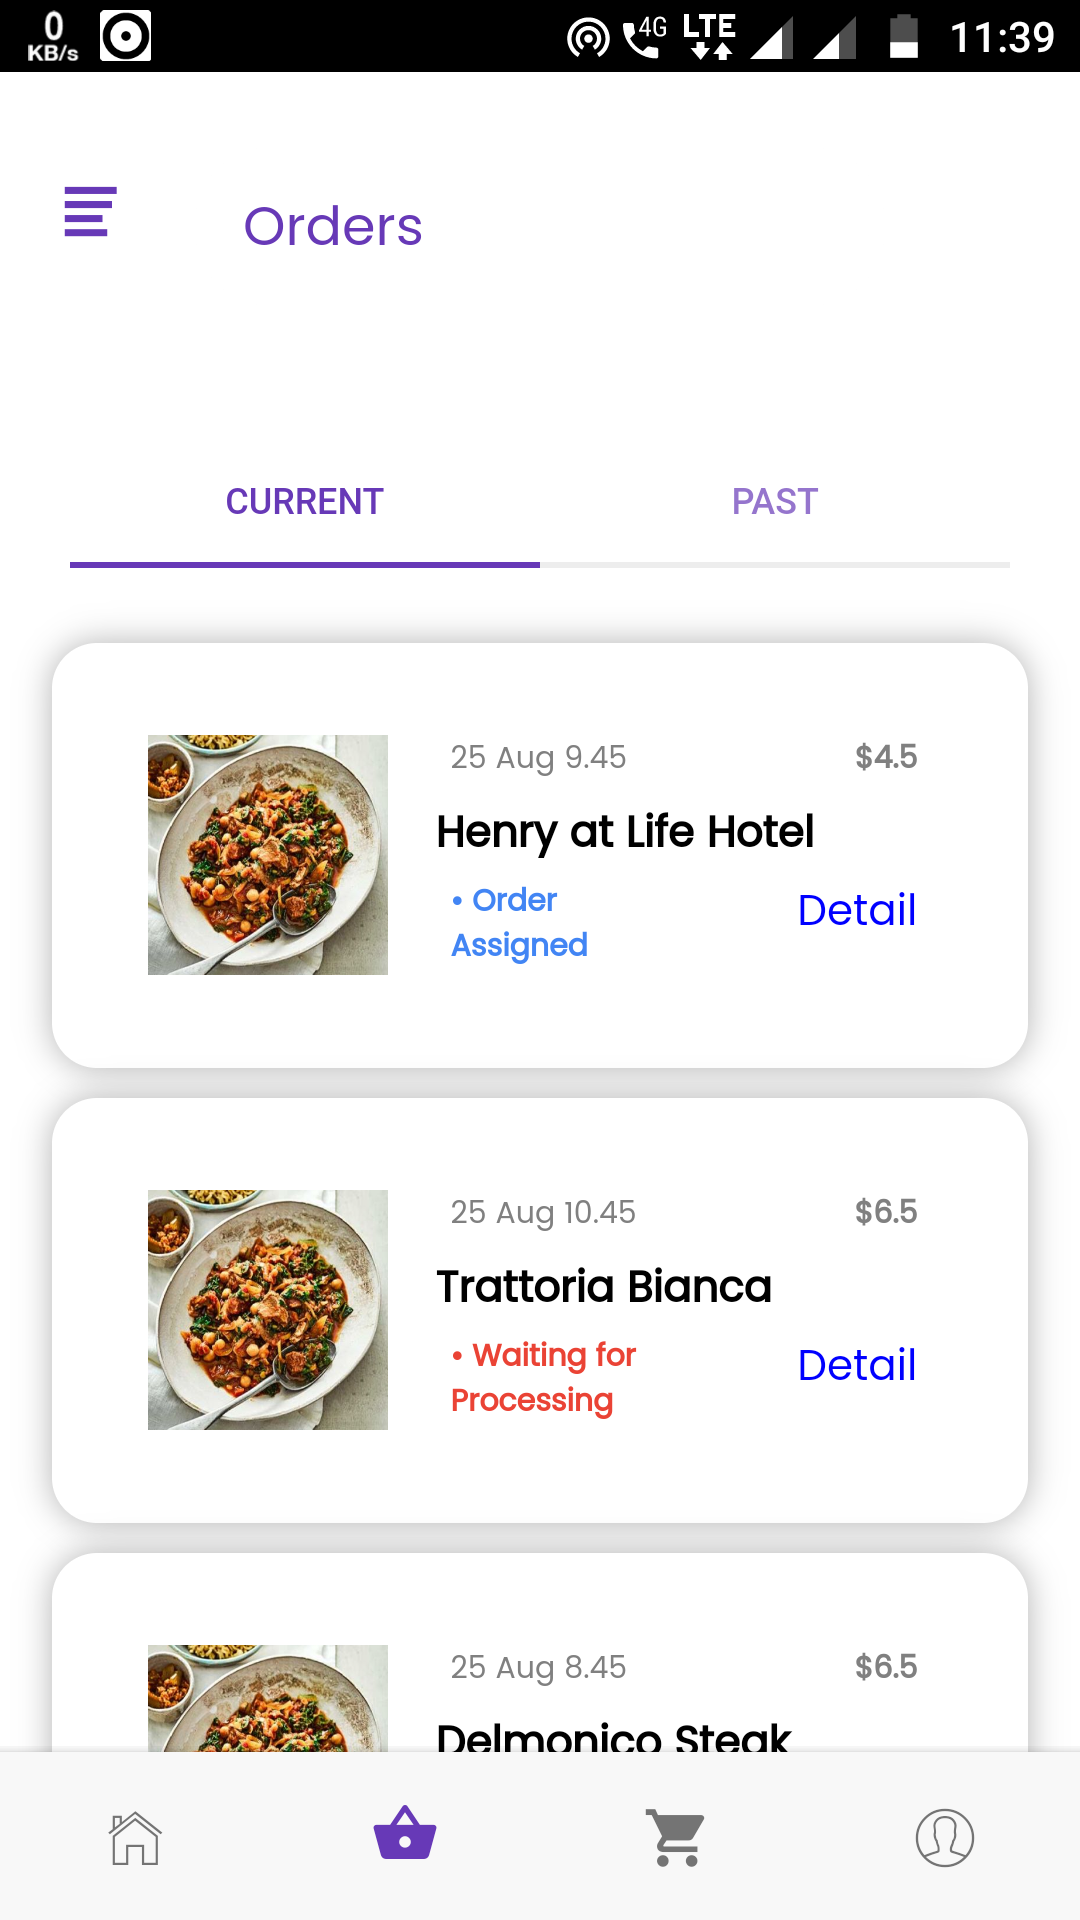 0
KB/s
4G
LTE
11:39
Orders
CURRENT
PAST
25 Aug 9.45
$4.5
Henry at Life Hotel
• Order
Assigned
Detail
25 Aug 10.45
$6.5
Trattoria Bianca
• Waiting for
Processing
Detail
25 Aug 8.45
$6.5
Delmonico Steak